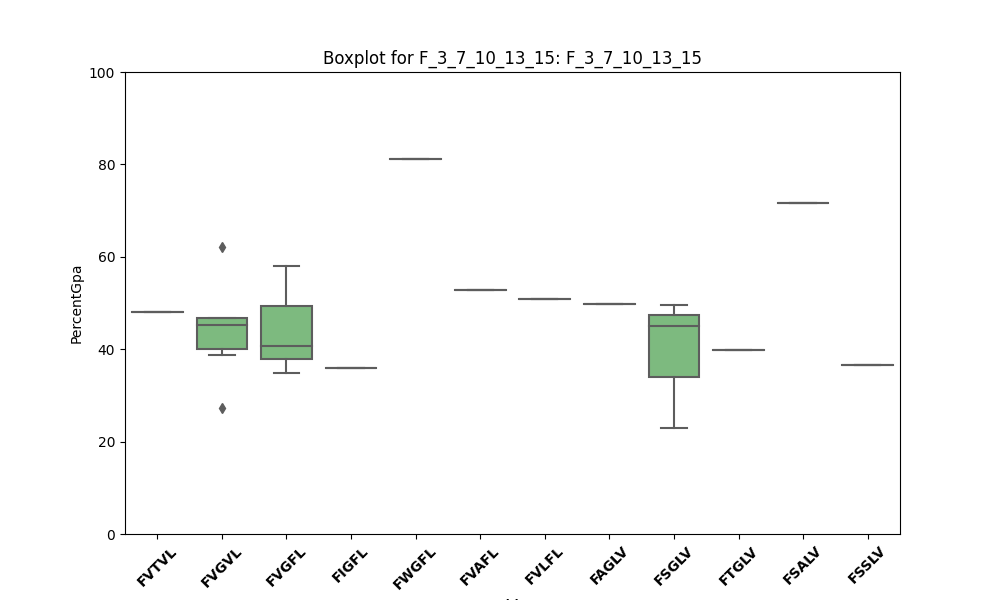 Boxplot for F_3_7_10_13_15: F_3_7_10_13_15
100
80
60
40
20
0
PercentGpa
FVTVL
FVGVL
FVGFL
FIGFL
FWGFL
FVAFL
FVLFL
FAGLV
FSGLV
FTGLV
FSALV
FSSLV